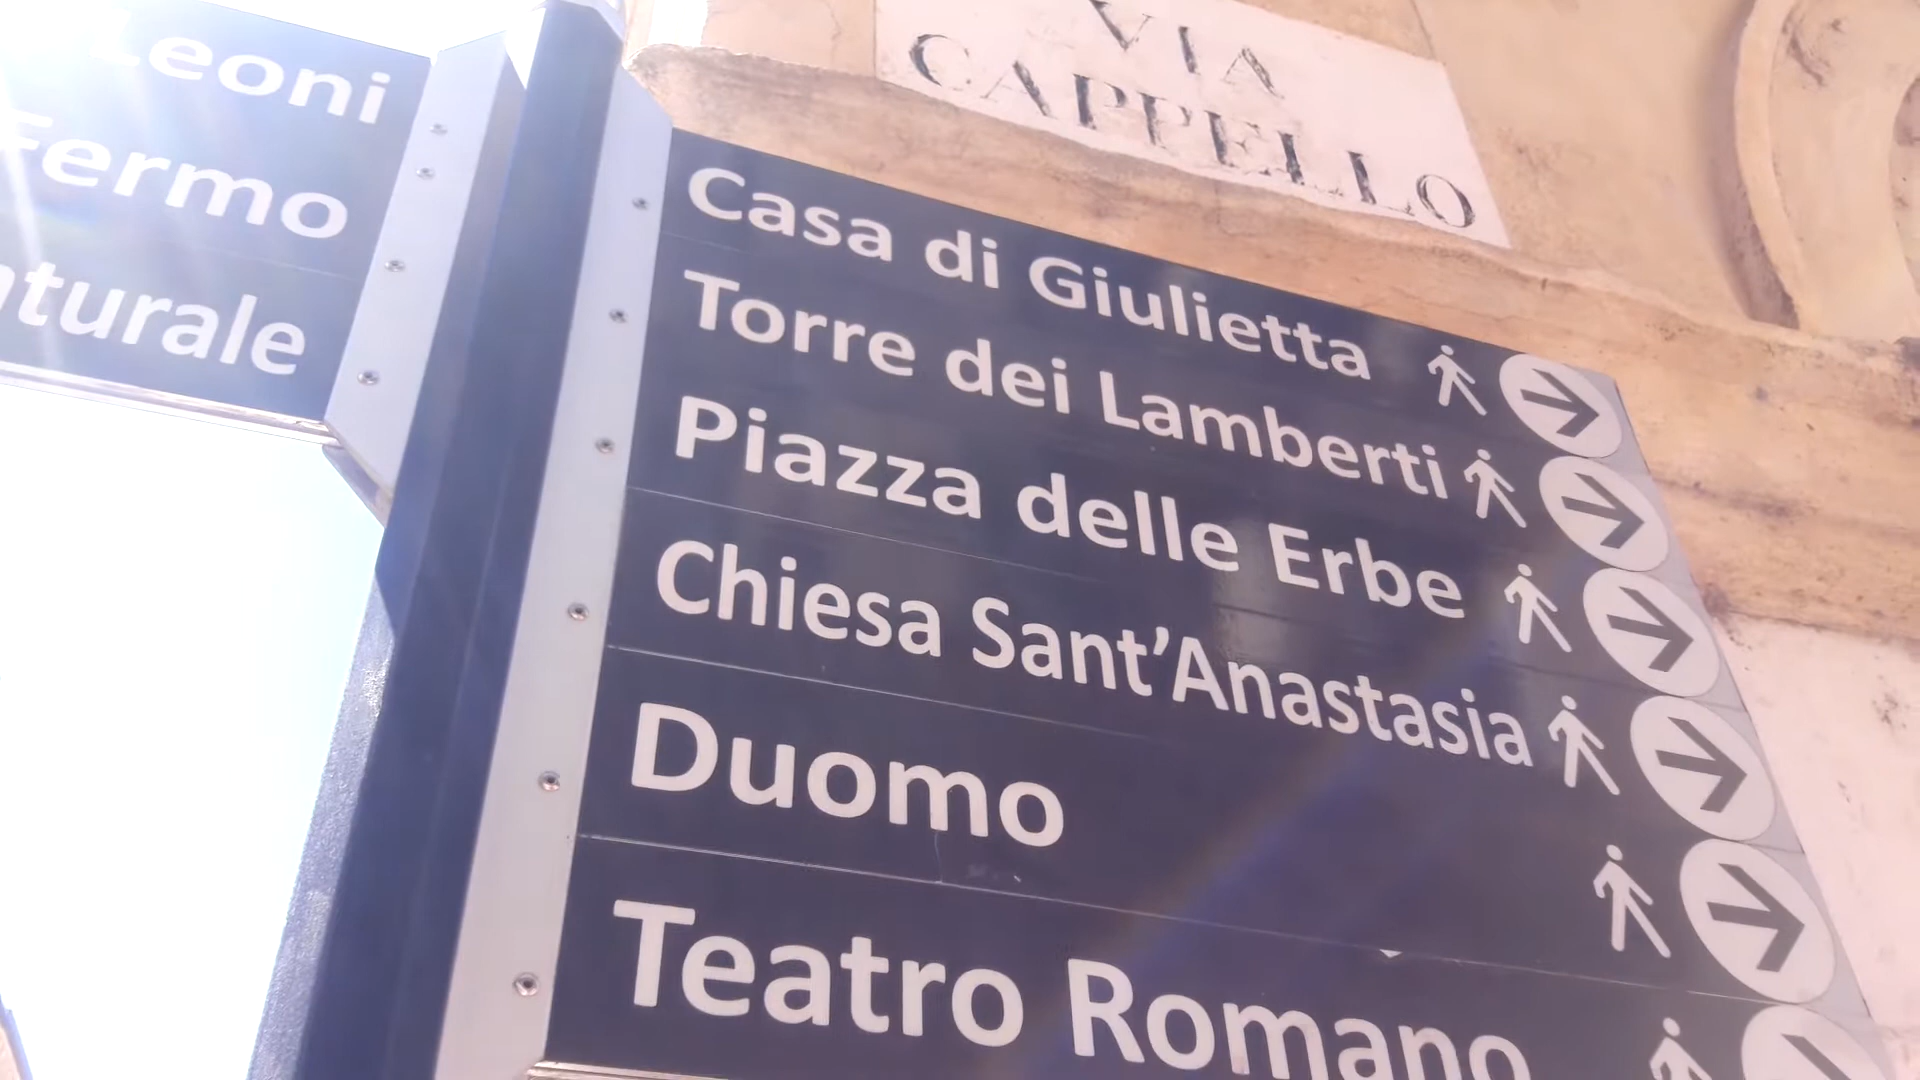 Leoni
Fermo
VIA
CAPPELLO
Casa di Giulietta
Torre dei Lamberti
Piazza delle Erbe
Chiesa Sant'Anastasia
Duomo
Teatro Romano